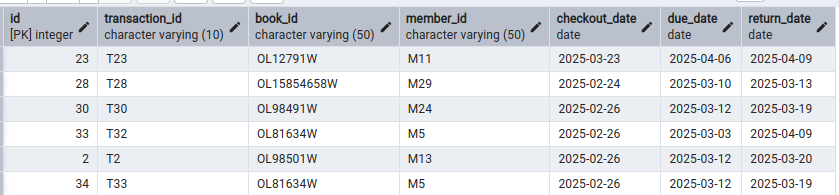 id transaction_id book_id member_id checkout_date due_date return_date
[PK] integer character varying (10) character varying (50) character varying (50) date date date
23 T23 OL12791W M11 2025-03-23 2025-04-06 2025-04-09
28 T28 OL15854658W M29 2025-02-24 2025-03-10 2025-03-13
30 T30 OL98491W M24 2025-02-26 2025-03-12 2025-03-19
33 T32 OL81634W M5 2025-02-26 2025-03-03 2025-04-09
2 T2 OL98501W M13 2025-02-26 2025-03-12 2025-03-20
34 T33 OL81634W M5 2025-02-26 2025-03-12 2025-03-19